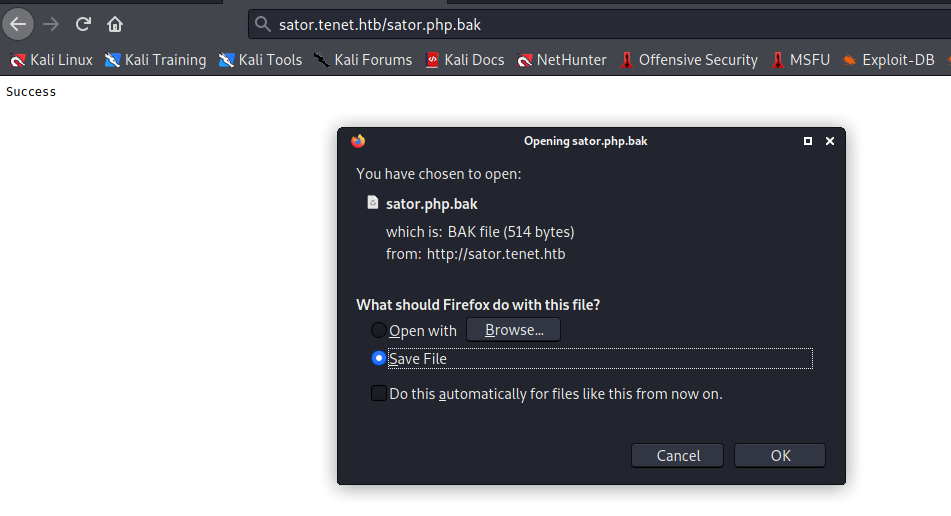 sator.tenet.htb/sator.php.bak
Kali Linux Kali Training Kali Tools Kali Forums Kali Docs NetHunter Offensive Security MSFU Exploit-DB
Success
Opening sator.php.bak
You have chosen to open:
sator.php.bak
which is: BAK file (514 bytes)
from: http://sator.tenet.htb
What should Firefox do with this file?
Open with Browse...
Save File
Do this automatically for files like this from now on.
Cancel OK